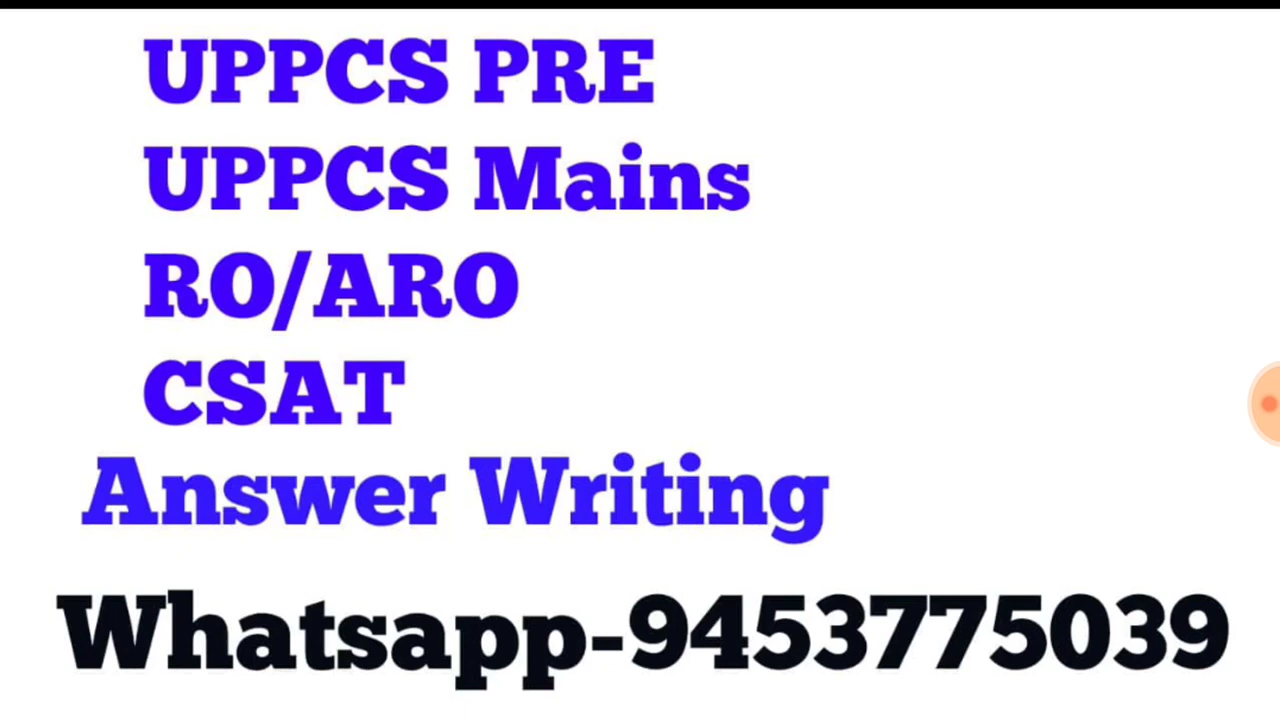 UPPCS PRE
UPPCS Mains
RO/ARO
CSAT
Answer Writing
Whatsapp-9453775039